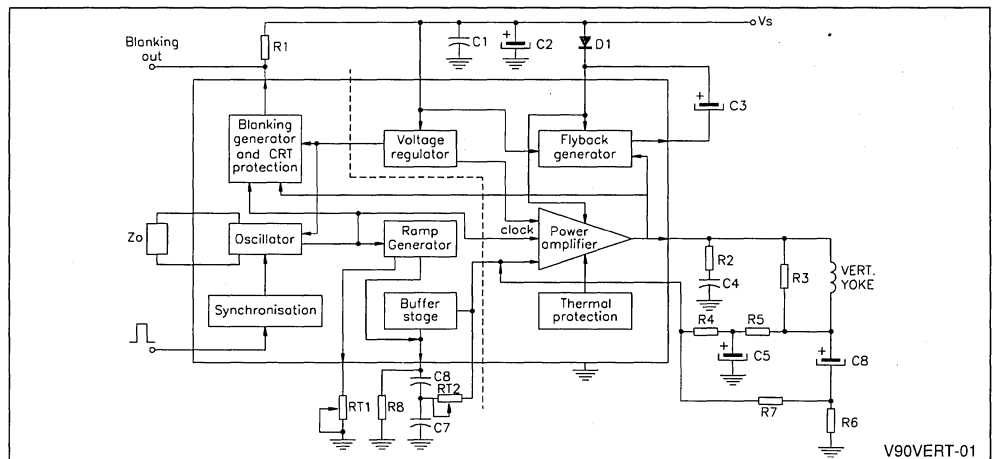 Vs
R1
C1
C2
D1
Blanking
out
C3
Blanking
generator
and CRT
protection
Voltage
regulator
Flyback
generator
Zo
Oscillator
Ramp
Generator
clock
Power
amplifier
R2
C4
R3
VERT.
YOKE
Synchronisation
Buffer
stage
Thermal
protection
R4
R5
C5
C8
RT1
R8
C8
RT2
C7
R7
R6
V90VERT-01